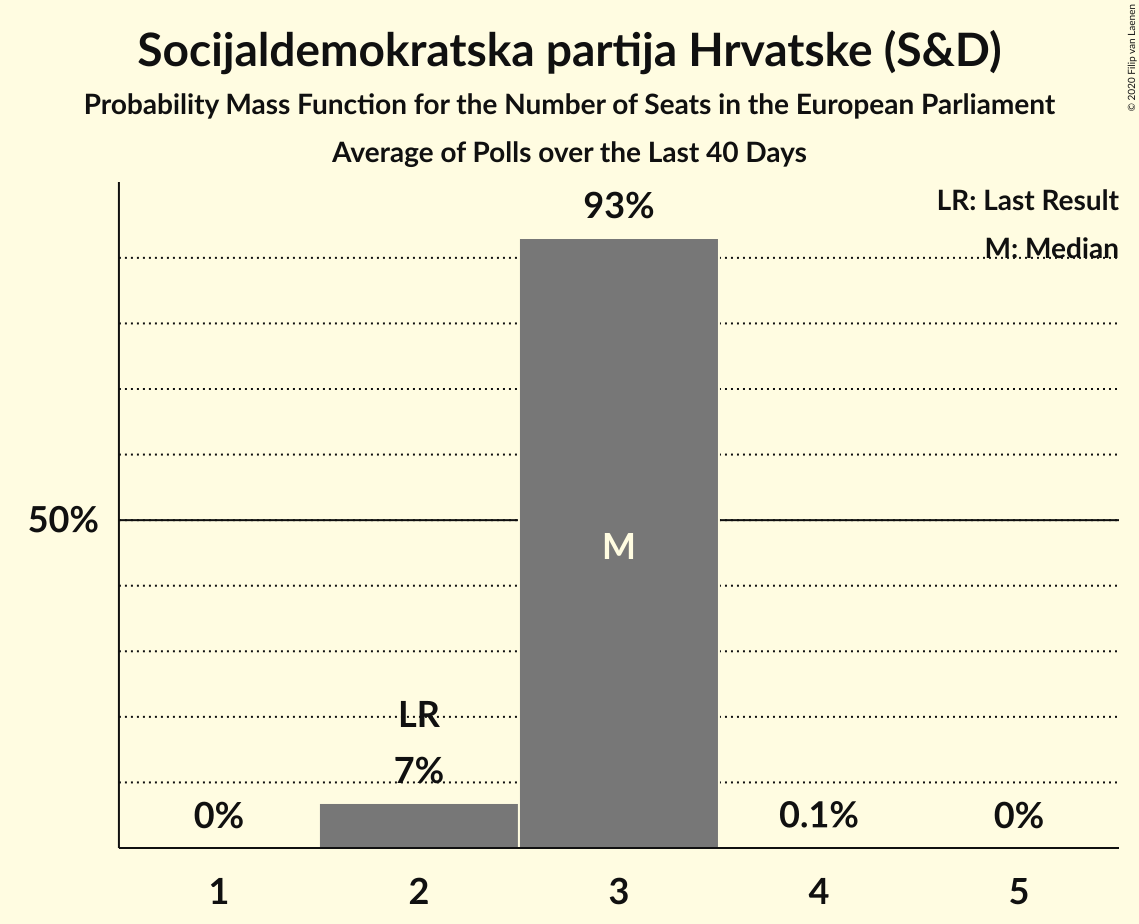 Socijaldemokratska partija Hrvatske (S&D)
Probability Mass Function for the Number of Seats in the European Parliament
Average of Polls over the Last 40 Days
© 2020 Filip van Laenen
LR: Last Result
M: Median
93%
50%
M
LR
7%
0%
0.1%
0%
1
2
3
4
5